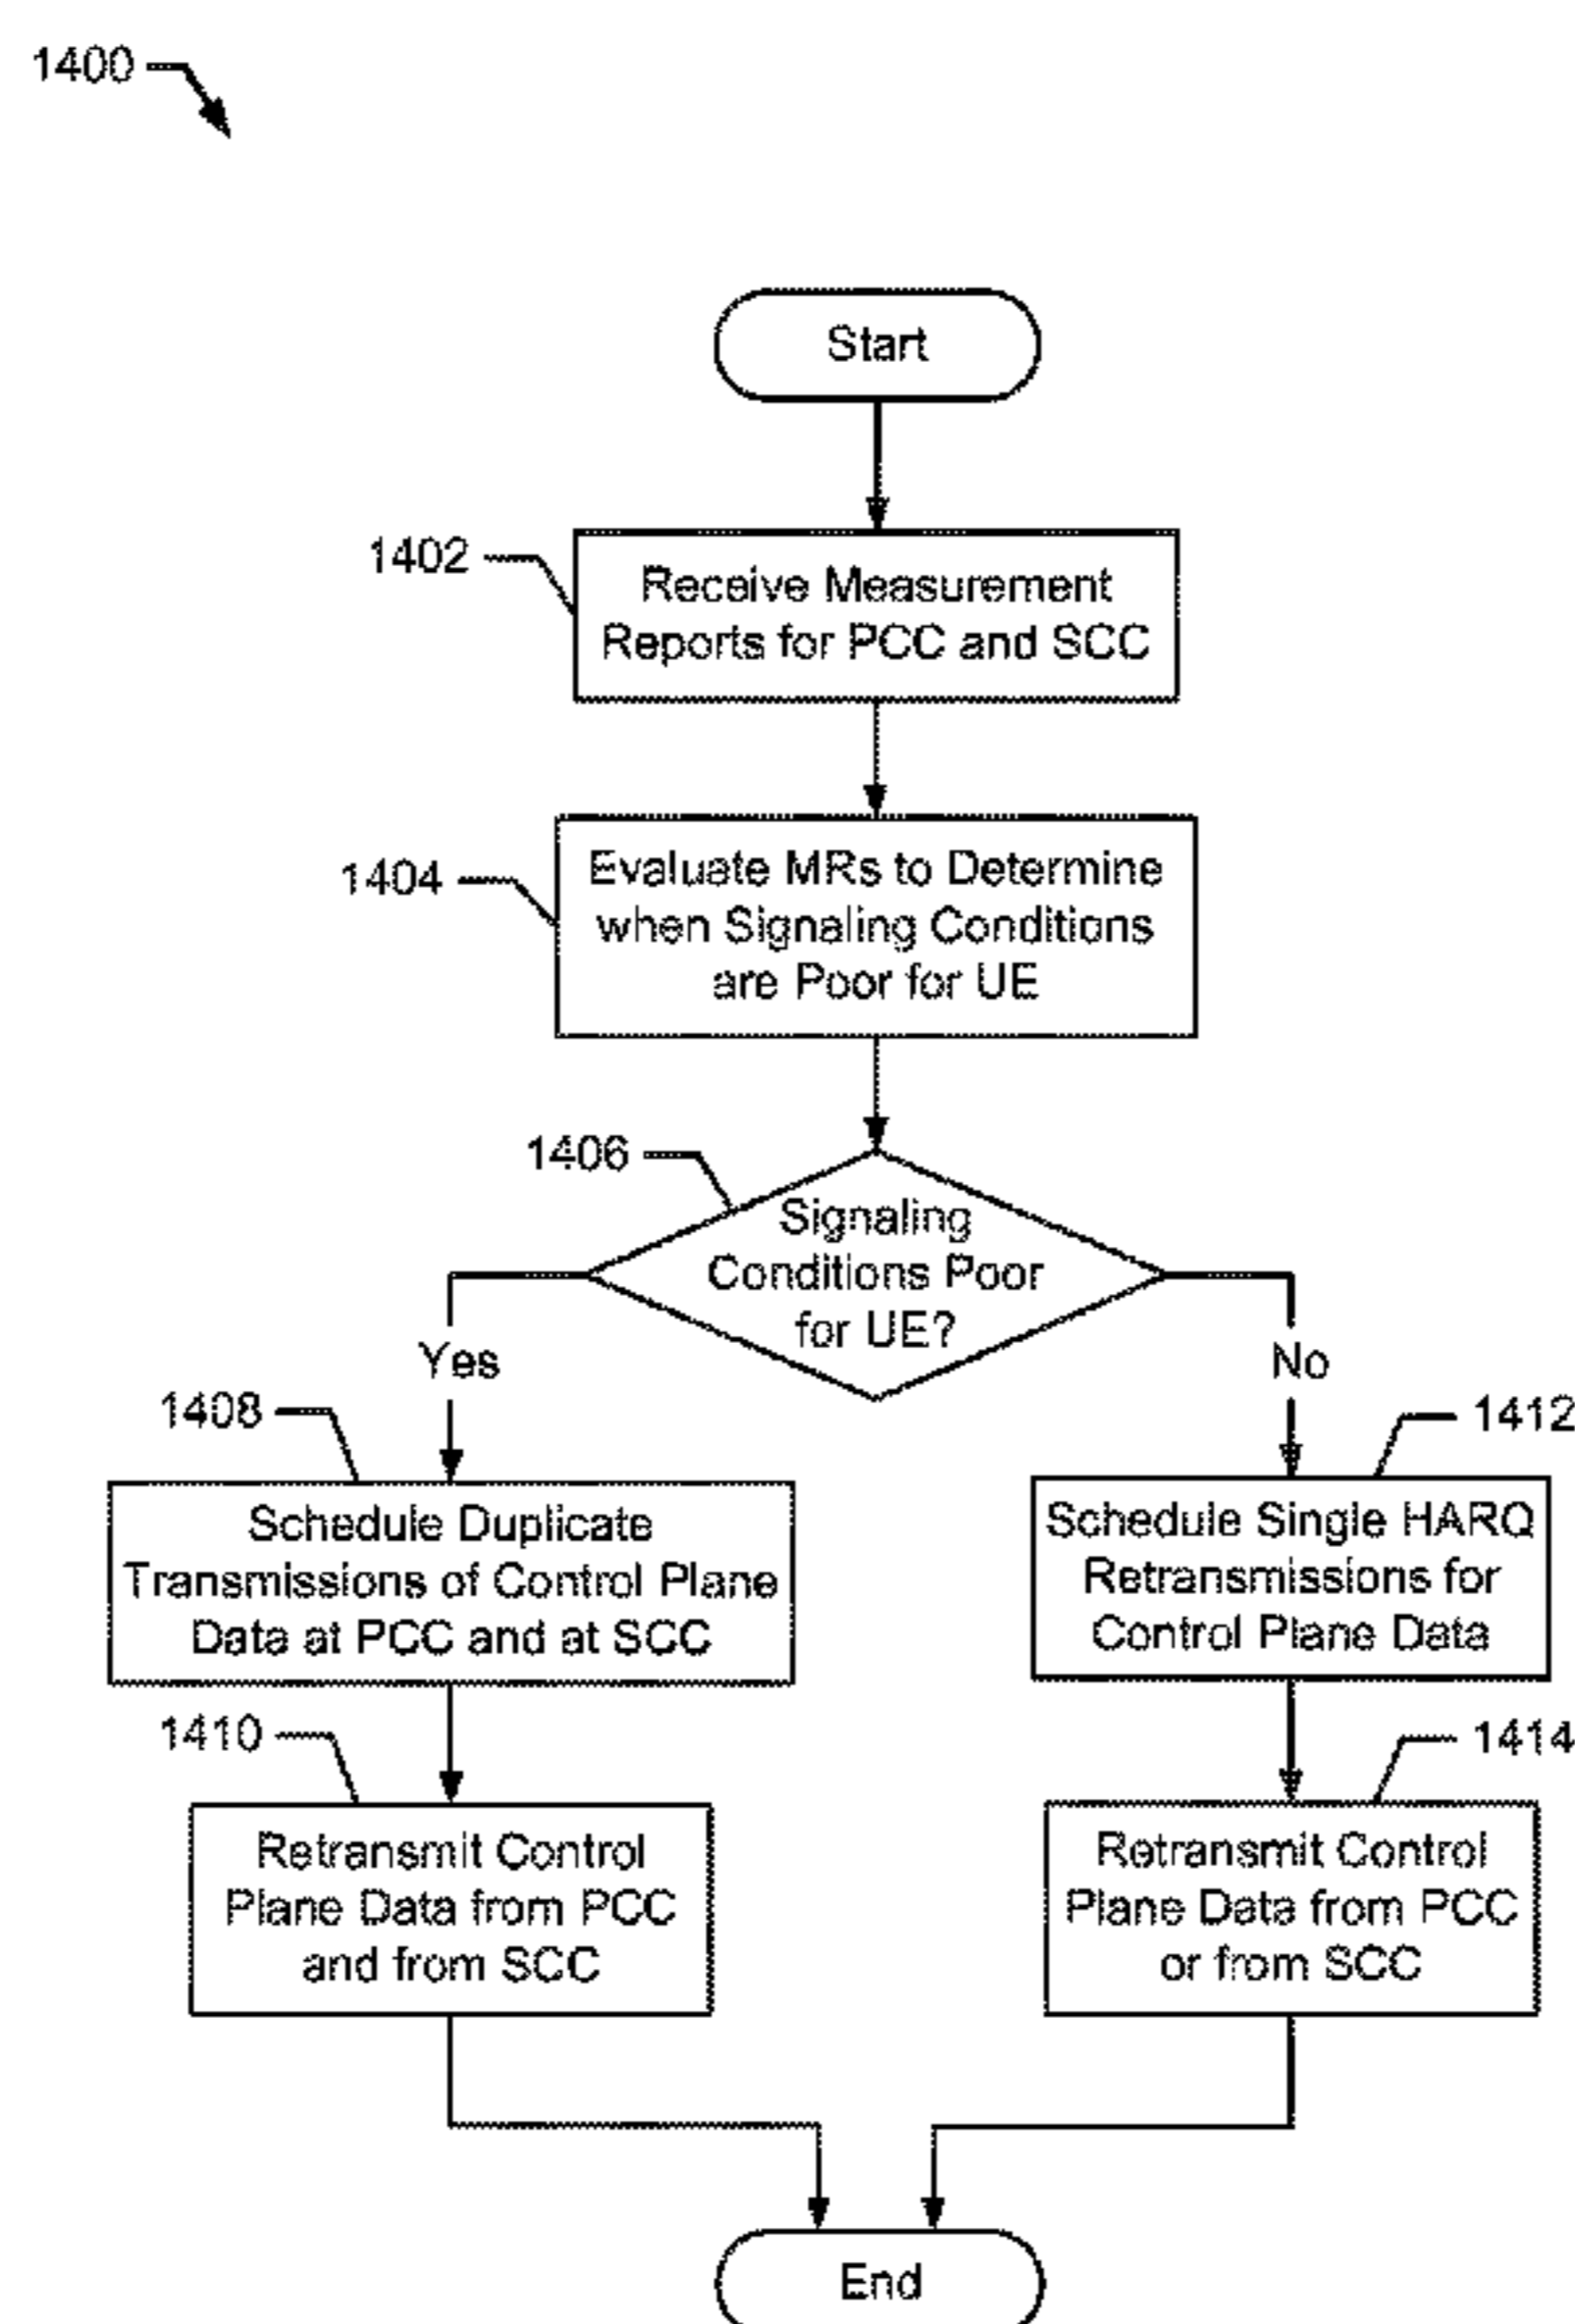 1400
Start
1402
Receive Measurement
Reports for PCC and SCC
1404
Evaluate MRs to Determine
when Signaling Conditions
are Poor for UE
1406
Signaling
Conditions Poor
for UE?
Yes
No
1408
Schedule Duplicate
Transmissions of Control Plane
Data at PCC and at SCC
1412
Schedule Single HARQ
Retransmissions for
Control Plane Data
1410
Retransmit Control
Plane Data from PCC
and from SCC
1414
Retransmit Control
Plane Data from PCC
or from SCC
End